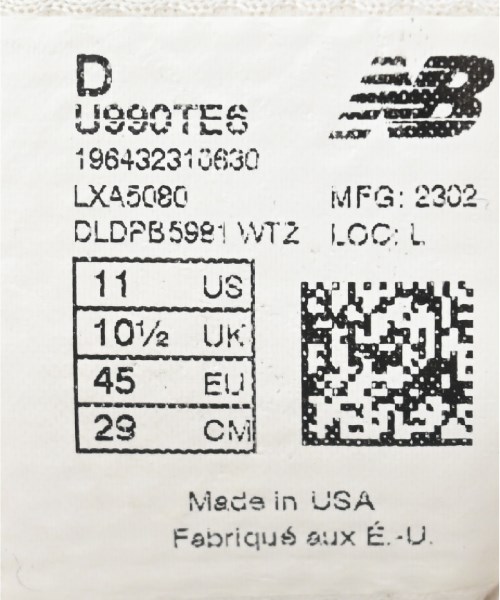 D
NB
U990TE6
196432310630
LXA5080 MFG: 2302
DLDPB5981 WTZ LOC: L
11 US
10½ UK
45 EU
29 CM
Made in USA
Fabriqué aux É.-U.